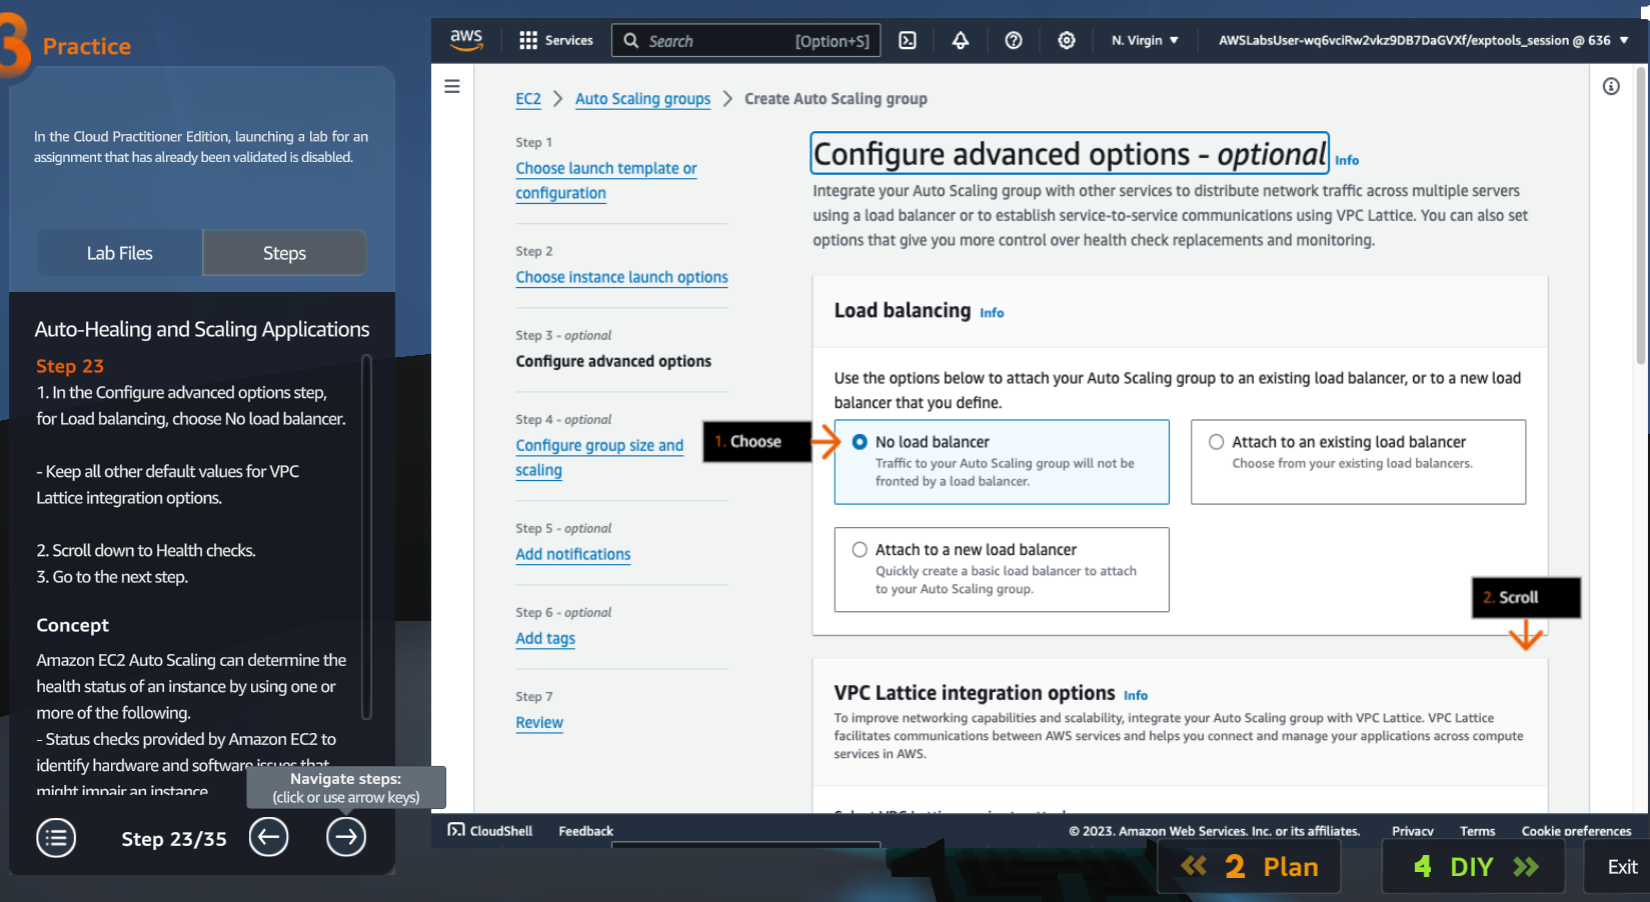 3 Practice
In the Cloud Practitioner Edition, launching a lab for an
assignment that has already been validated is disabled.
Lab Files
Steps
Auto-Healing and Scaling Applications
Step 23
1. In the Configure advanced options step,
for Load balancing, choose No load balancer.
- Keep all other default values for VPC
Lattice integration options.
2. Scroll down to Health checks.
3. Go to the next step.
Concept
Amazon EC2 Auto Scaling can determine the
health status of an instance by using one or
more of the following.
- Status checks provided by Amazon EC2 to
identify hardware and software issues that
might impair an instance
Navigate steps:
(click or use arrow keys)
Step 23/35
aws
Services
Search
[Option+S]
N. Virgin
AWSLabsUser-wq6vciRw2vkz9DB7DaGVXf/exptools_session @ 636
EC2 > Auto Scaling groups > Create Auto Scaling group
Step 1
Choose launch template or
configuration
Step 2
Choose instance launch options
Step 3 - optional
Configure advanced options
Step 4 - optional
Configure group size and
scaling
Step 5 - optional
Add notifications
Step 6 - optional
Add tags
Step 7
Review
Configure advanced options - optional Info
Integrate your Auto Scaling group with other services to distribute network traffic across multiple servers
using a load balancer or to establish service-to-service communications using VPC Lattice. You can also set
options that give you more control over health check replacements and monitoring.
Load balancing Info
Use the options below to attach your Auto Scaling group to an existing load balancer, or to a new load
balancer that you define.
1. Choose
No load balancer
Traffic to your Auto Scaling group will not be
fronted by a load balancer.
Attach to an existing load balancer
Choose from your existing load balancers.
Attach to a new load balancer
Quickly create a basic load balancer to attach
to your Auto Scaling group.
2. Scroll
VPC Lattice integration options Info
To improve networking capabilities and scalability, integrate your Auto Scaling group with VPC Lattice. VPC Lattice
facilitates communications between AWS services and helps you connect and manage your applications across compute
services in AWS.
CloudShell
Feedback
© 2023, Amazon Web Services, Inc. or its affiliates.
Privacy
Terms
Cookie preferences
2 Plan
4 DIY
Exit